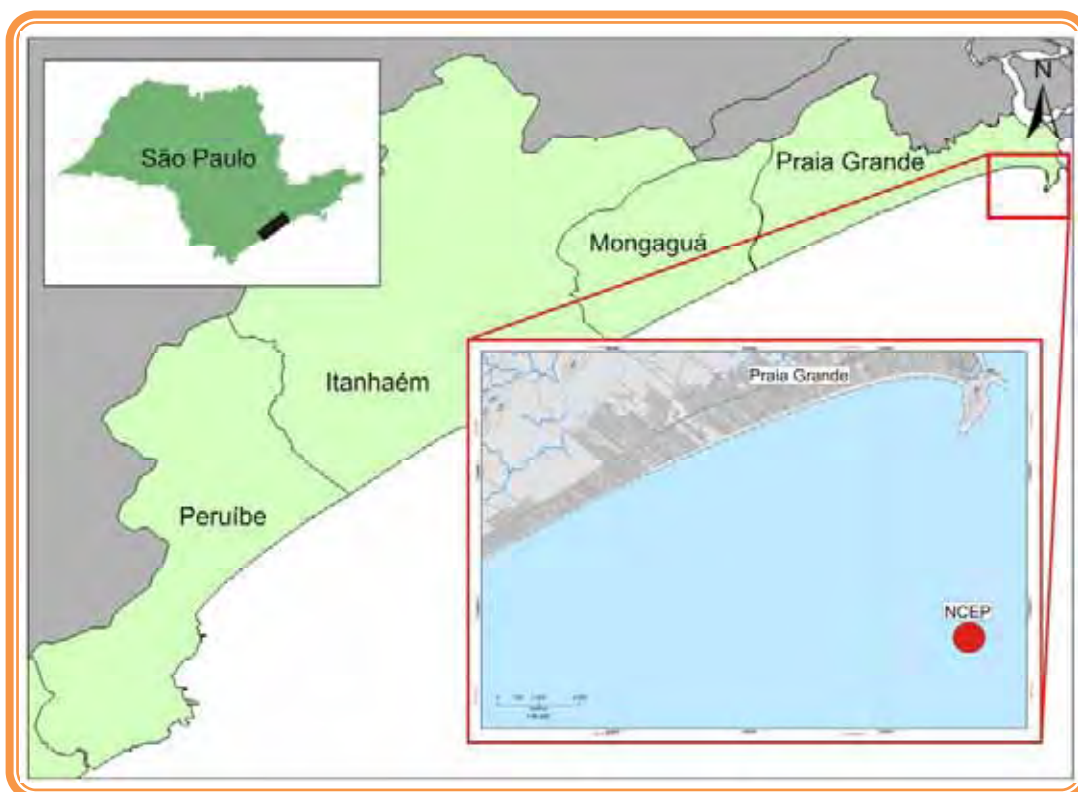 N
São Paulo
Praia Grande
Mongaguá
Itanhaém
Peruíbe
Praia Grande
NCEP